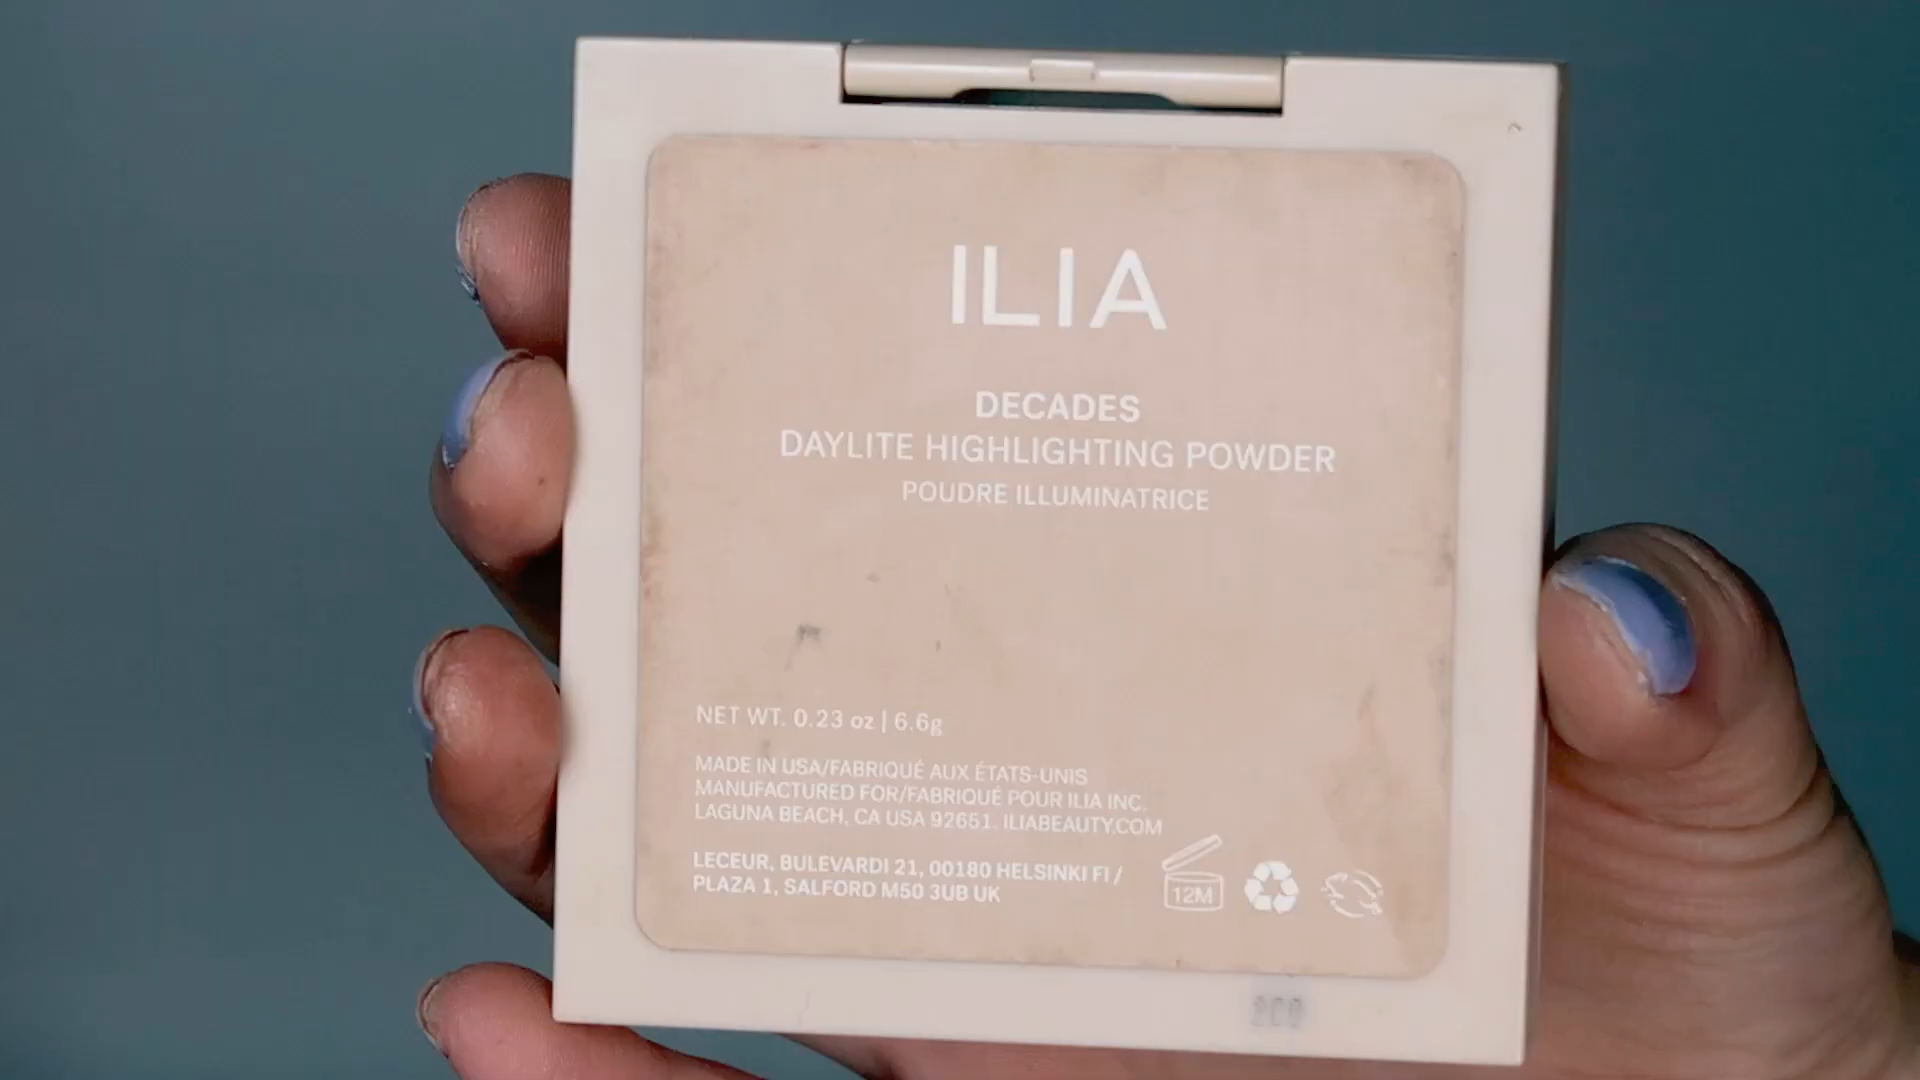 ILIA
DECADES
DAYLITE HIGHLIGHTING POWDER
POUDRE ILLUMINATRICE
NET WT. 0.23 oz | 6.6g
MADE IN USA/FABRIQUÉ AUX ÉTATS-UNIS
MANUFACTURED FOR/FABRIQUÉ POUR ILIA INC.
LAGUNA BEACH, CA USA 92651. ILIABEAUTY.COM
LECEUR, BULEVARDI 21, 00180 HELSINKI FI /
PLAZA 1, SALFORD M50 3UB UK
12M